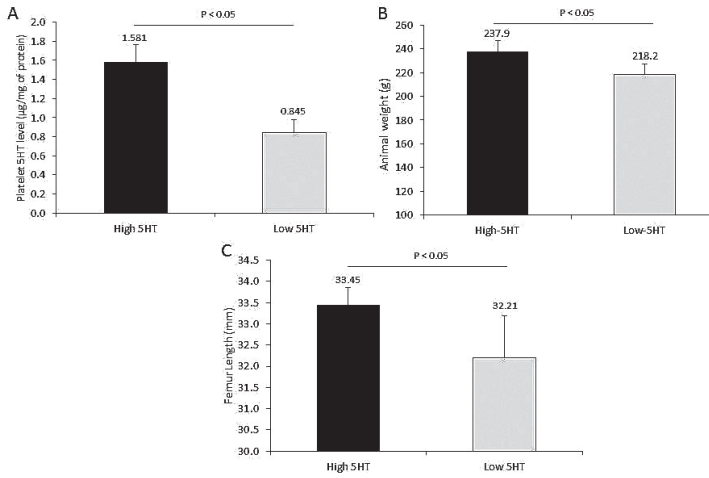 A
P < 0.05
Platelet 5HT level (µg/mg of protein)
2.0
1.8
1.6
1.4
1.2
1.0
0.8
0.6
0.4
0.2
0.0
1.581
0.845
High 5HT
Low 5HT
B
P < 0.05
Animal weight (g)
260
240
220
200
180
160
140
120
100
237.9
218.2
High-5HT
Low-5HT
C
P < 0.05
Femur Length (mm)
34.5
34.0
33.5
33.0
32.5
32.0
31.5
31.0
30.5
30.0
33.45
32.21
High 5HT
Low 5HT